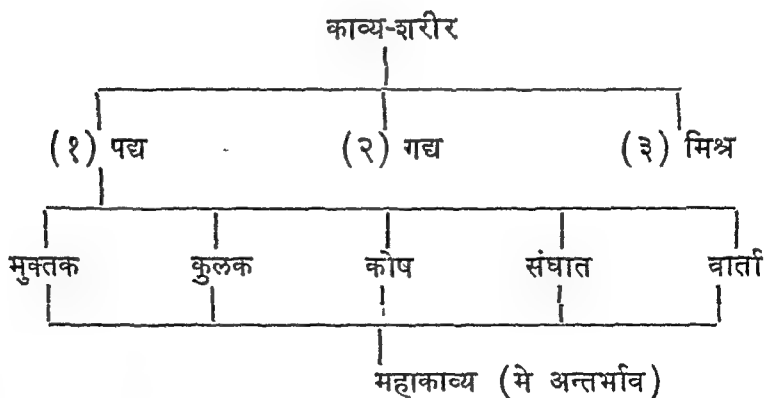 काव्य-शरीर
(१) पद्य (२) गद्य (३) मिश्र
मुक्तक कुलक कोष संघात वार्ता
महाकाव्य (मे अन्तर्भाव)